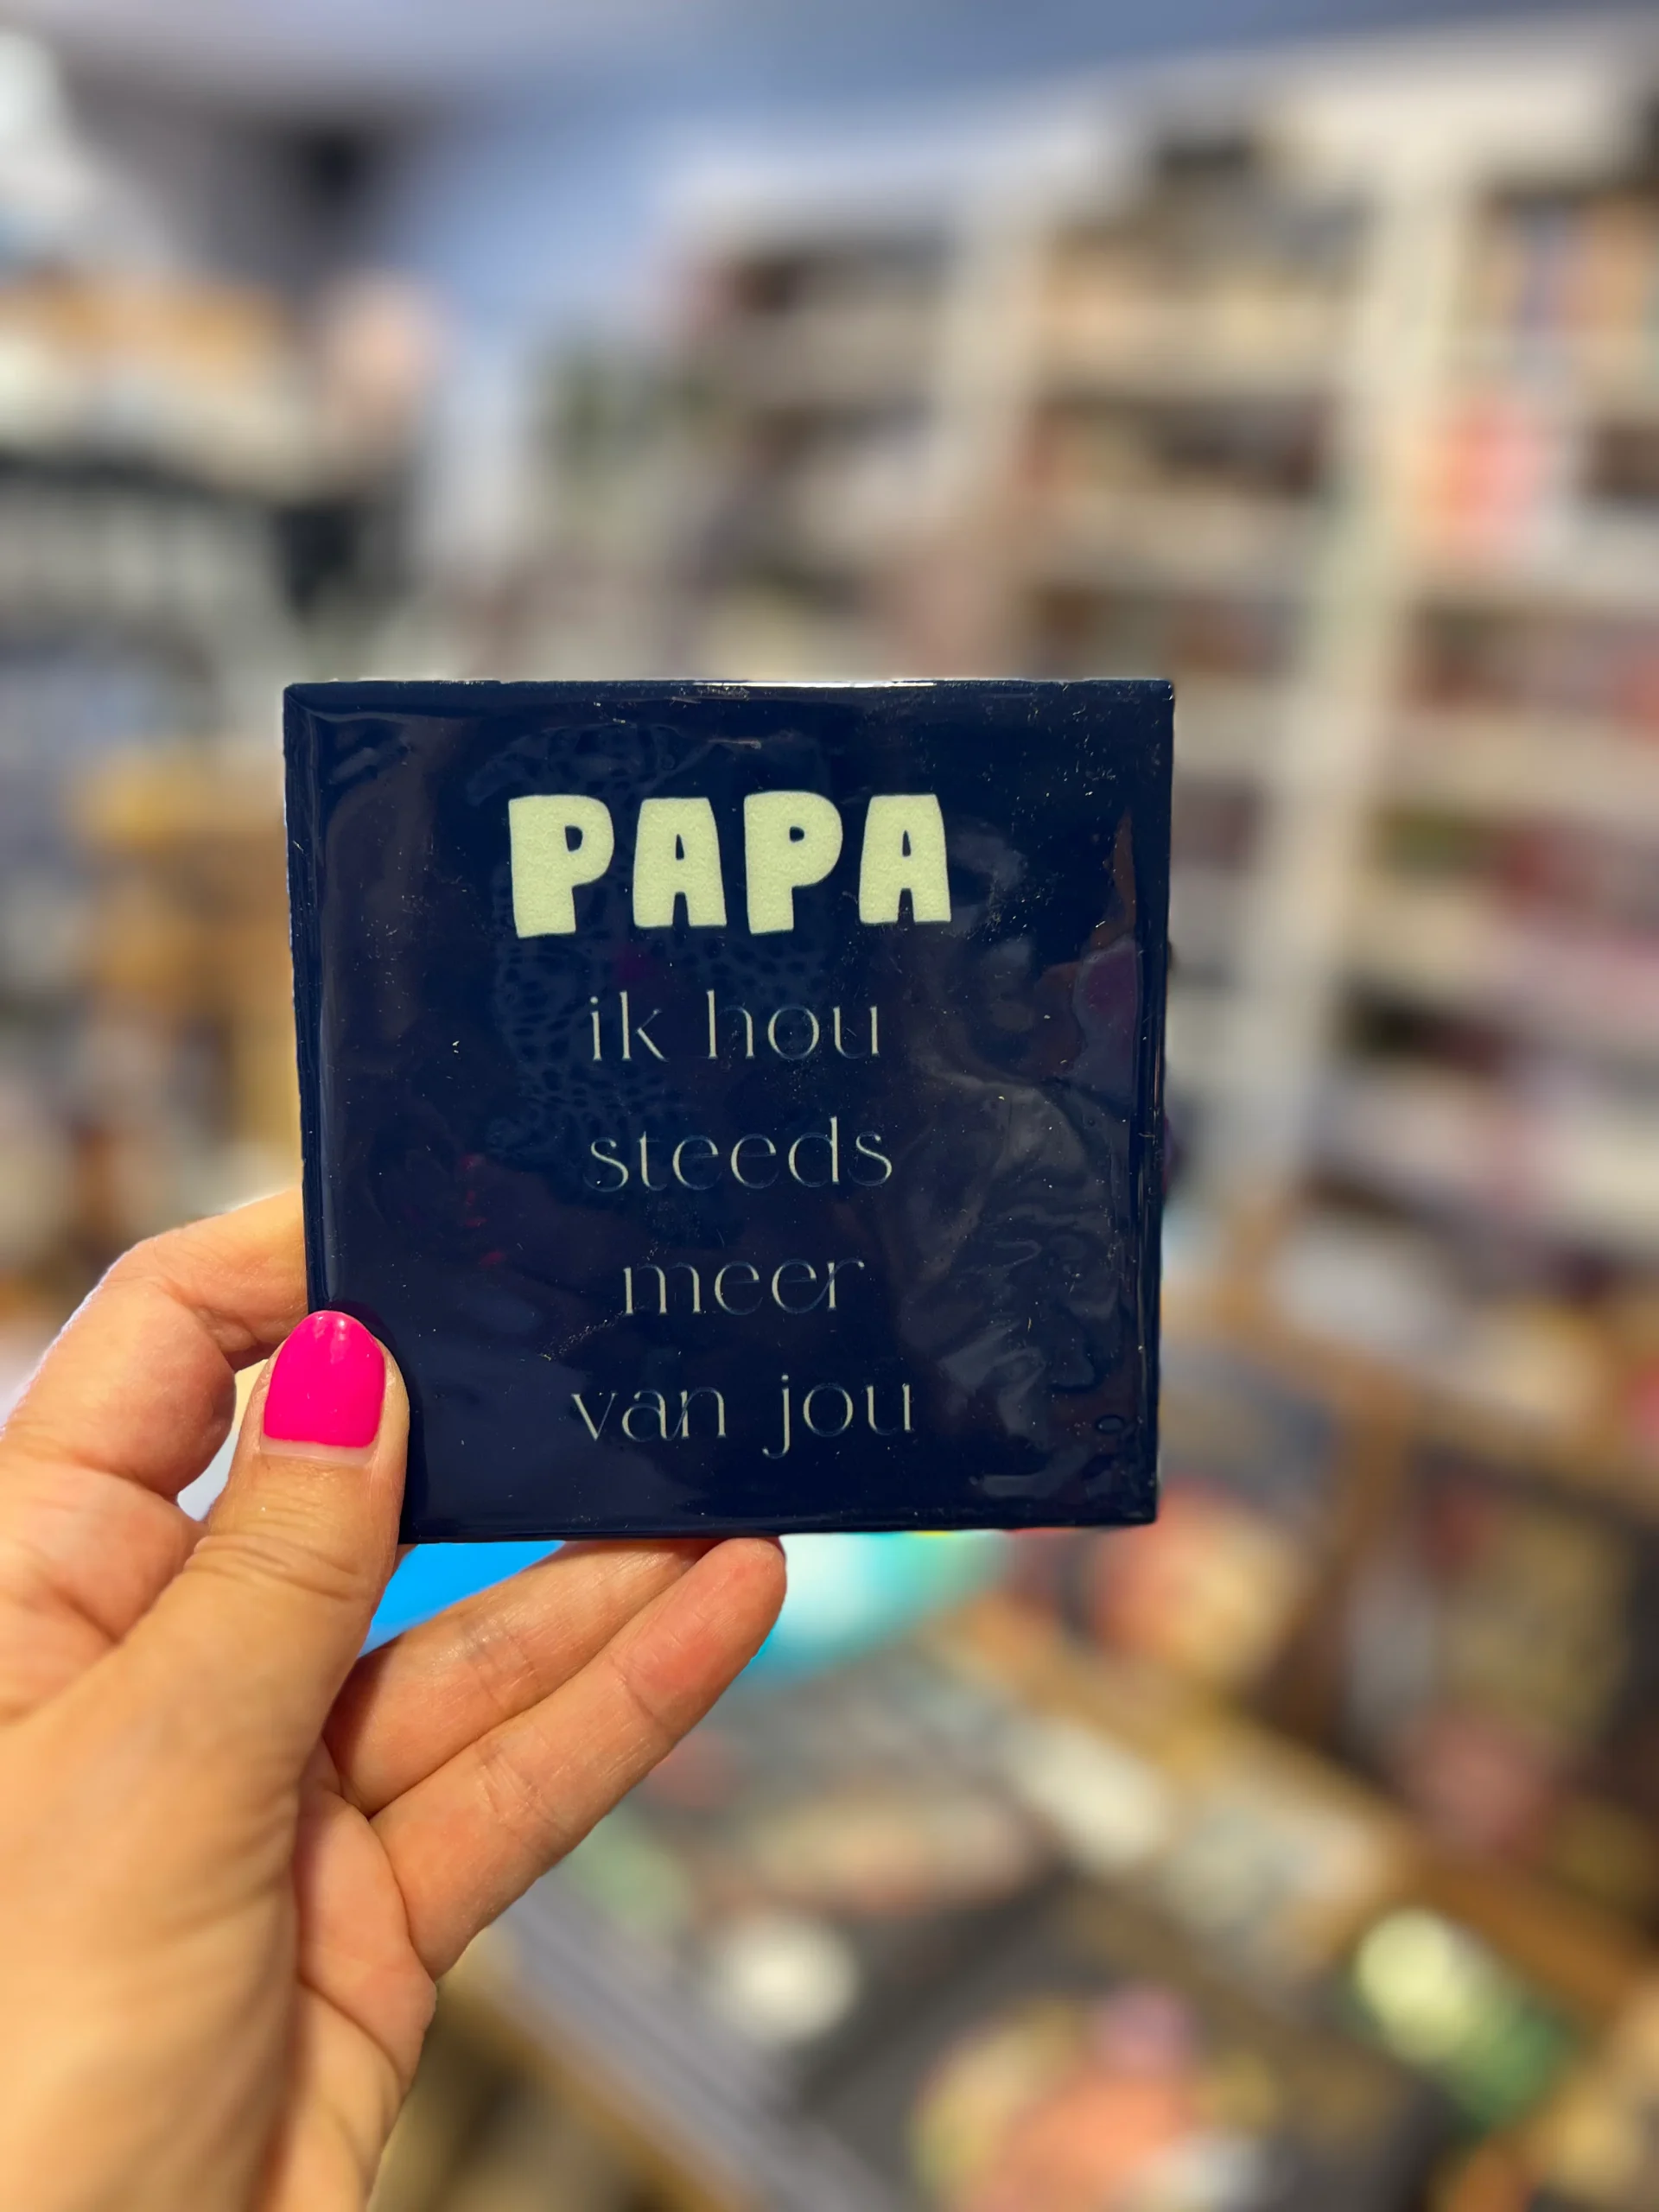 PAPA
ik hou
steeds
meer
van jou